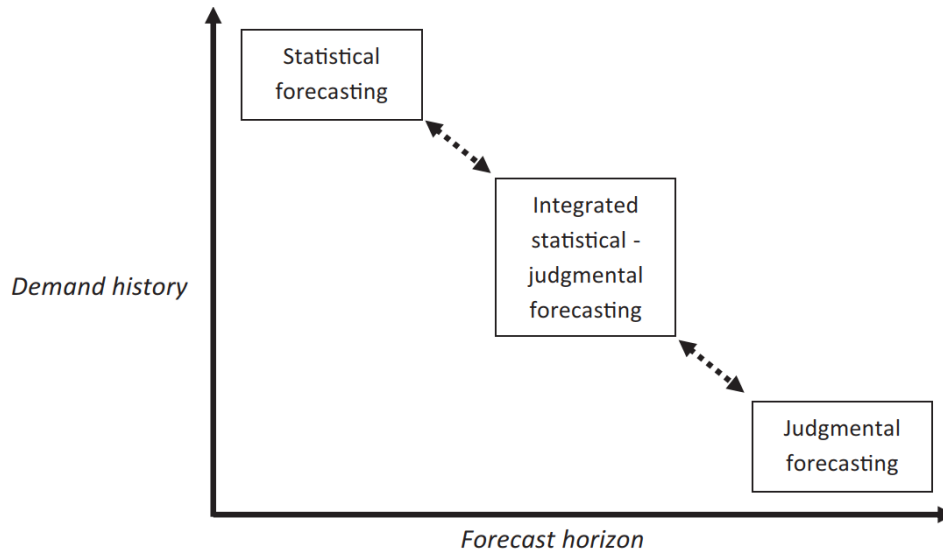 Statistical
forecasting
Integrated
statistical -
judgmental
forecasting
Demand history
Judgmental
forecasting
Forecast horizon